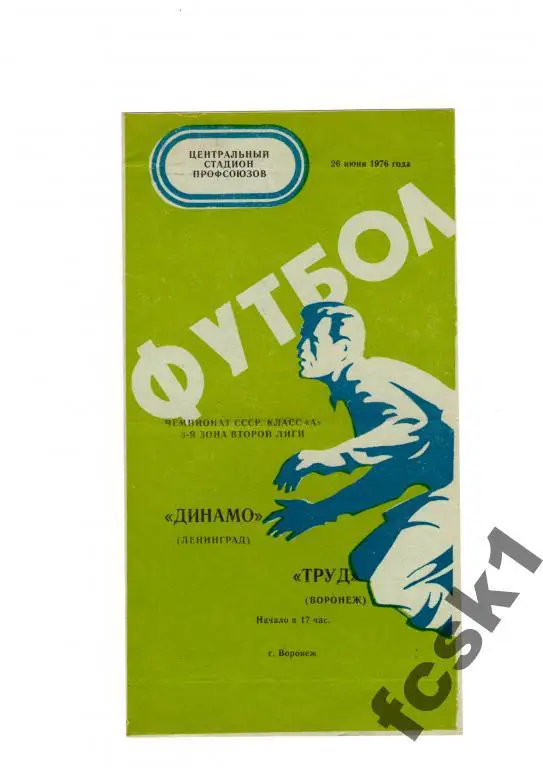 ЦЕНТРАЛЬНЫЙ
СТАДИОН
ПРОФСОЮЗОВ
26 июня 1976 года
ФУТБОЛ
ЧЕМПИОНАТ СССР. КЛАСС «А»
3-Я ЗОНА ВТОРОЙ ЛИГИ
«ДИНАМО»
(ЛЕНИНГРАД)
«ТРУД»
(ВОРОНЕЖ)
Начало в 17 час.
г. Воронеж
fcsk1